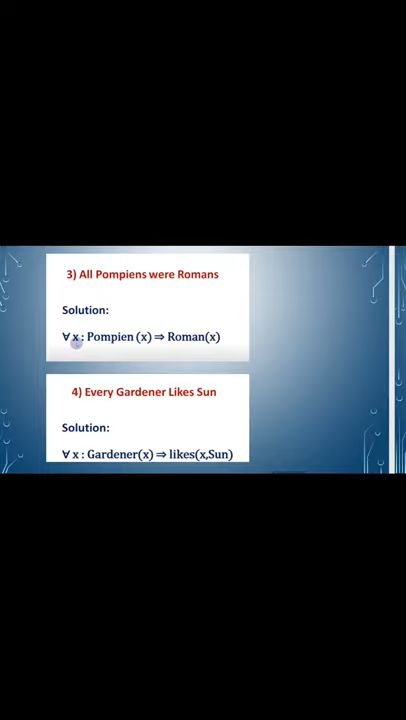 3) All Pompiens were Romans
Solution:
∀ x : Pompien (x) ⇒ Roman(x)
4) Every Gardener Likes Sun
Solution:
∀ x : Gardener(x) ⇒ likes(x,Sun)